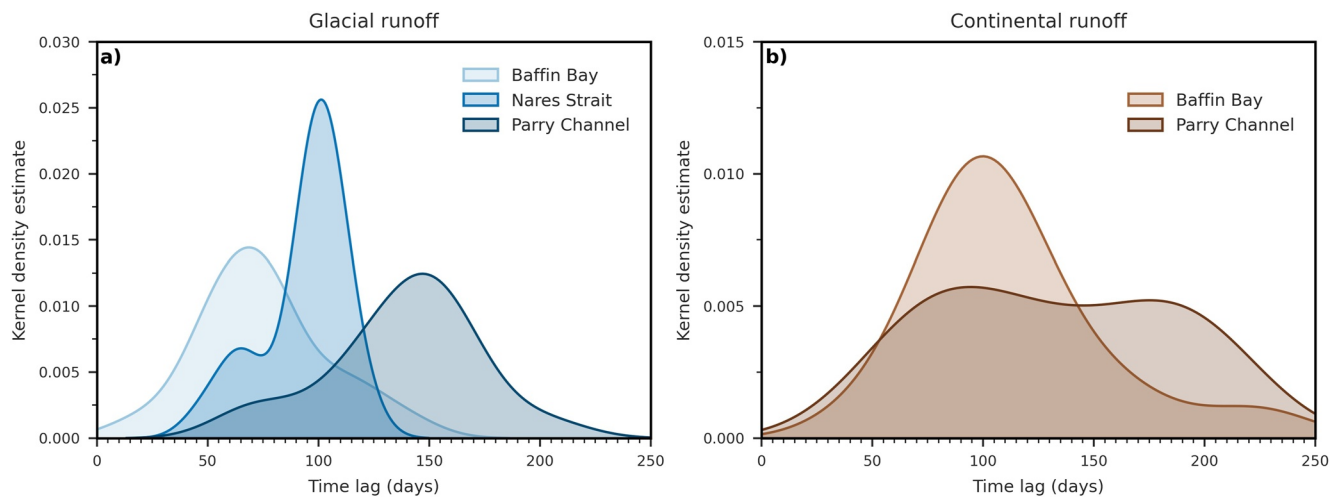 Glacial runoff
a)
Baffin Bay
Nares Strait
Parry Channel
Kernel density estimate
0.030
0.025
0.020
0.015
0.010
0.005
0.000
0 50 100 150 200 250
Time lag (days)
Continental runoff
b)
Baffin Bay
Parry Channel
Kernel density estimate
0.015
0.010
0.005
0.000
0 50 100 150 200 250
Time lag (days)